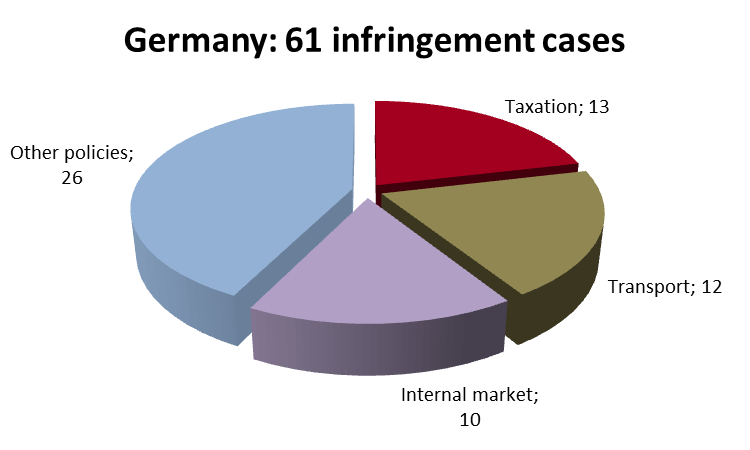 Germany: 61 infringement cases
Taxation; 13
Other policies;
26
Transport; 12
Internal market;
10